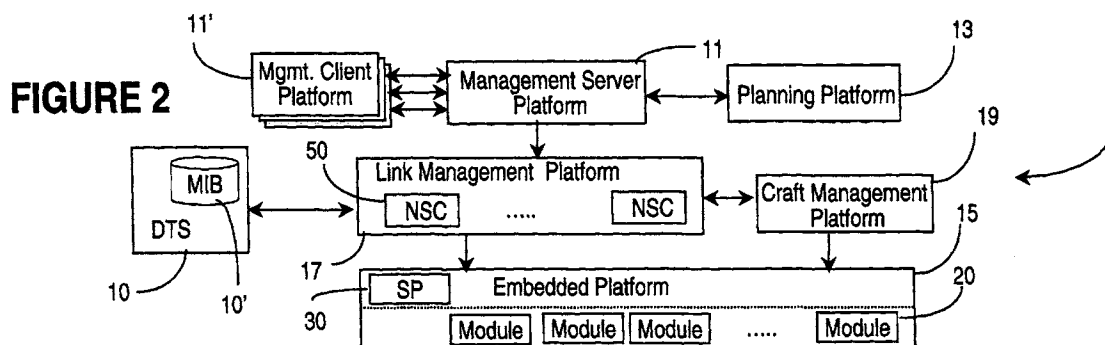 11'
11
13
FIGURE 2
Mgmt. Client
Platform
Management Server
Platform
Planning Platform
19
50
Link Management Platform
MIB
NSC
.....
NSC
Craft Management
Platform
DTS
15
10
10'
17
20
SP
Embedded Platform
30
Module
Module
Module
.....
Module